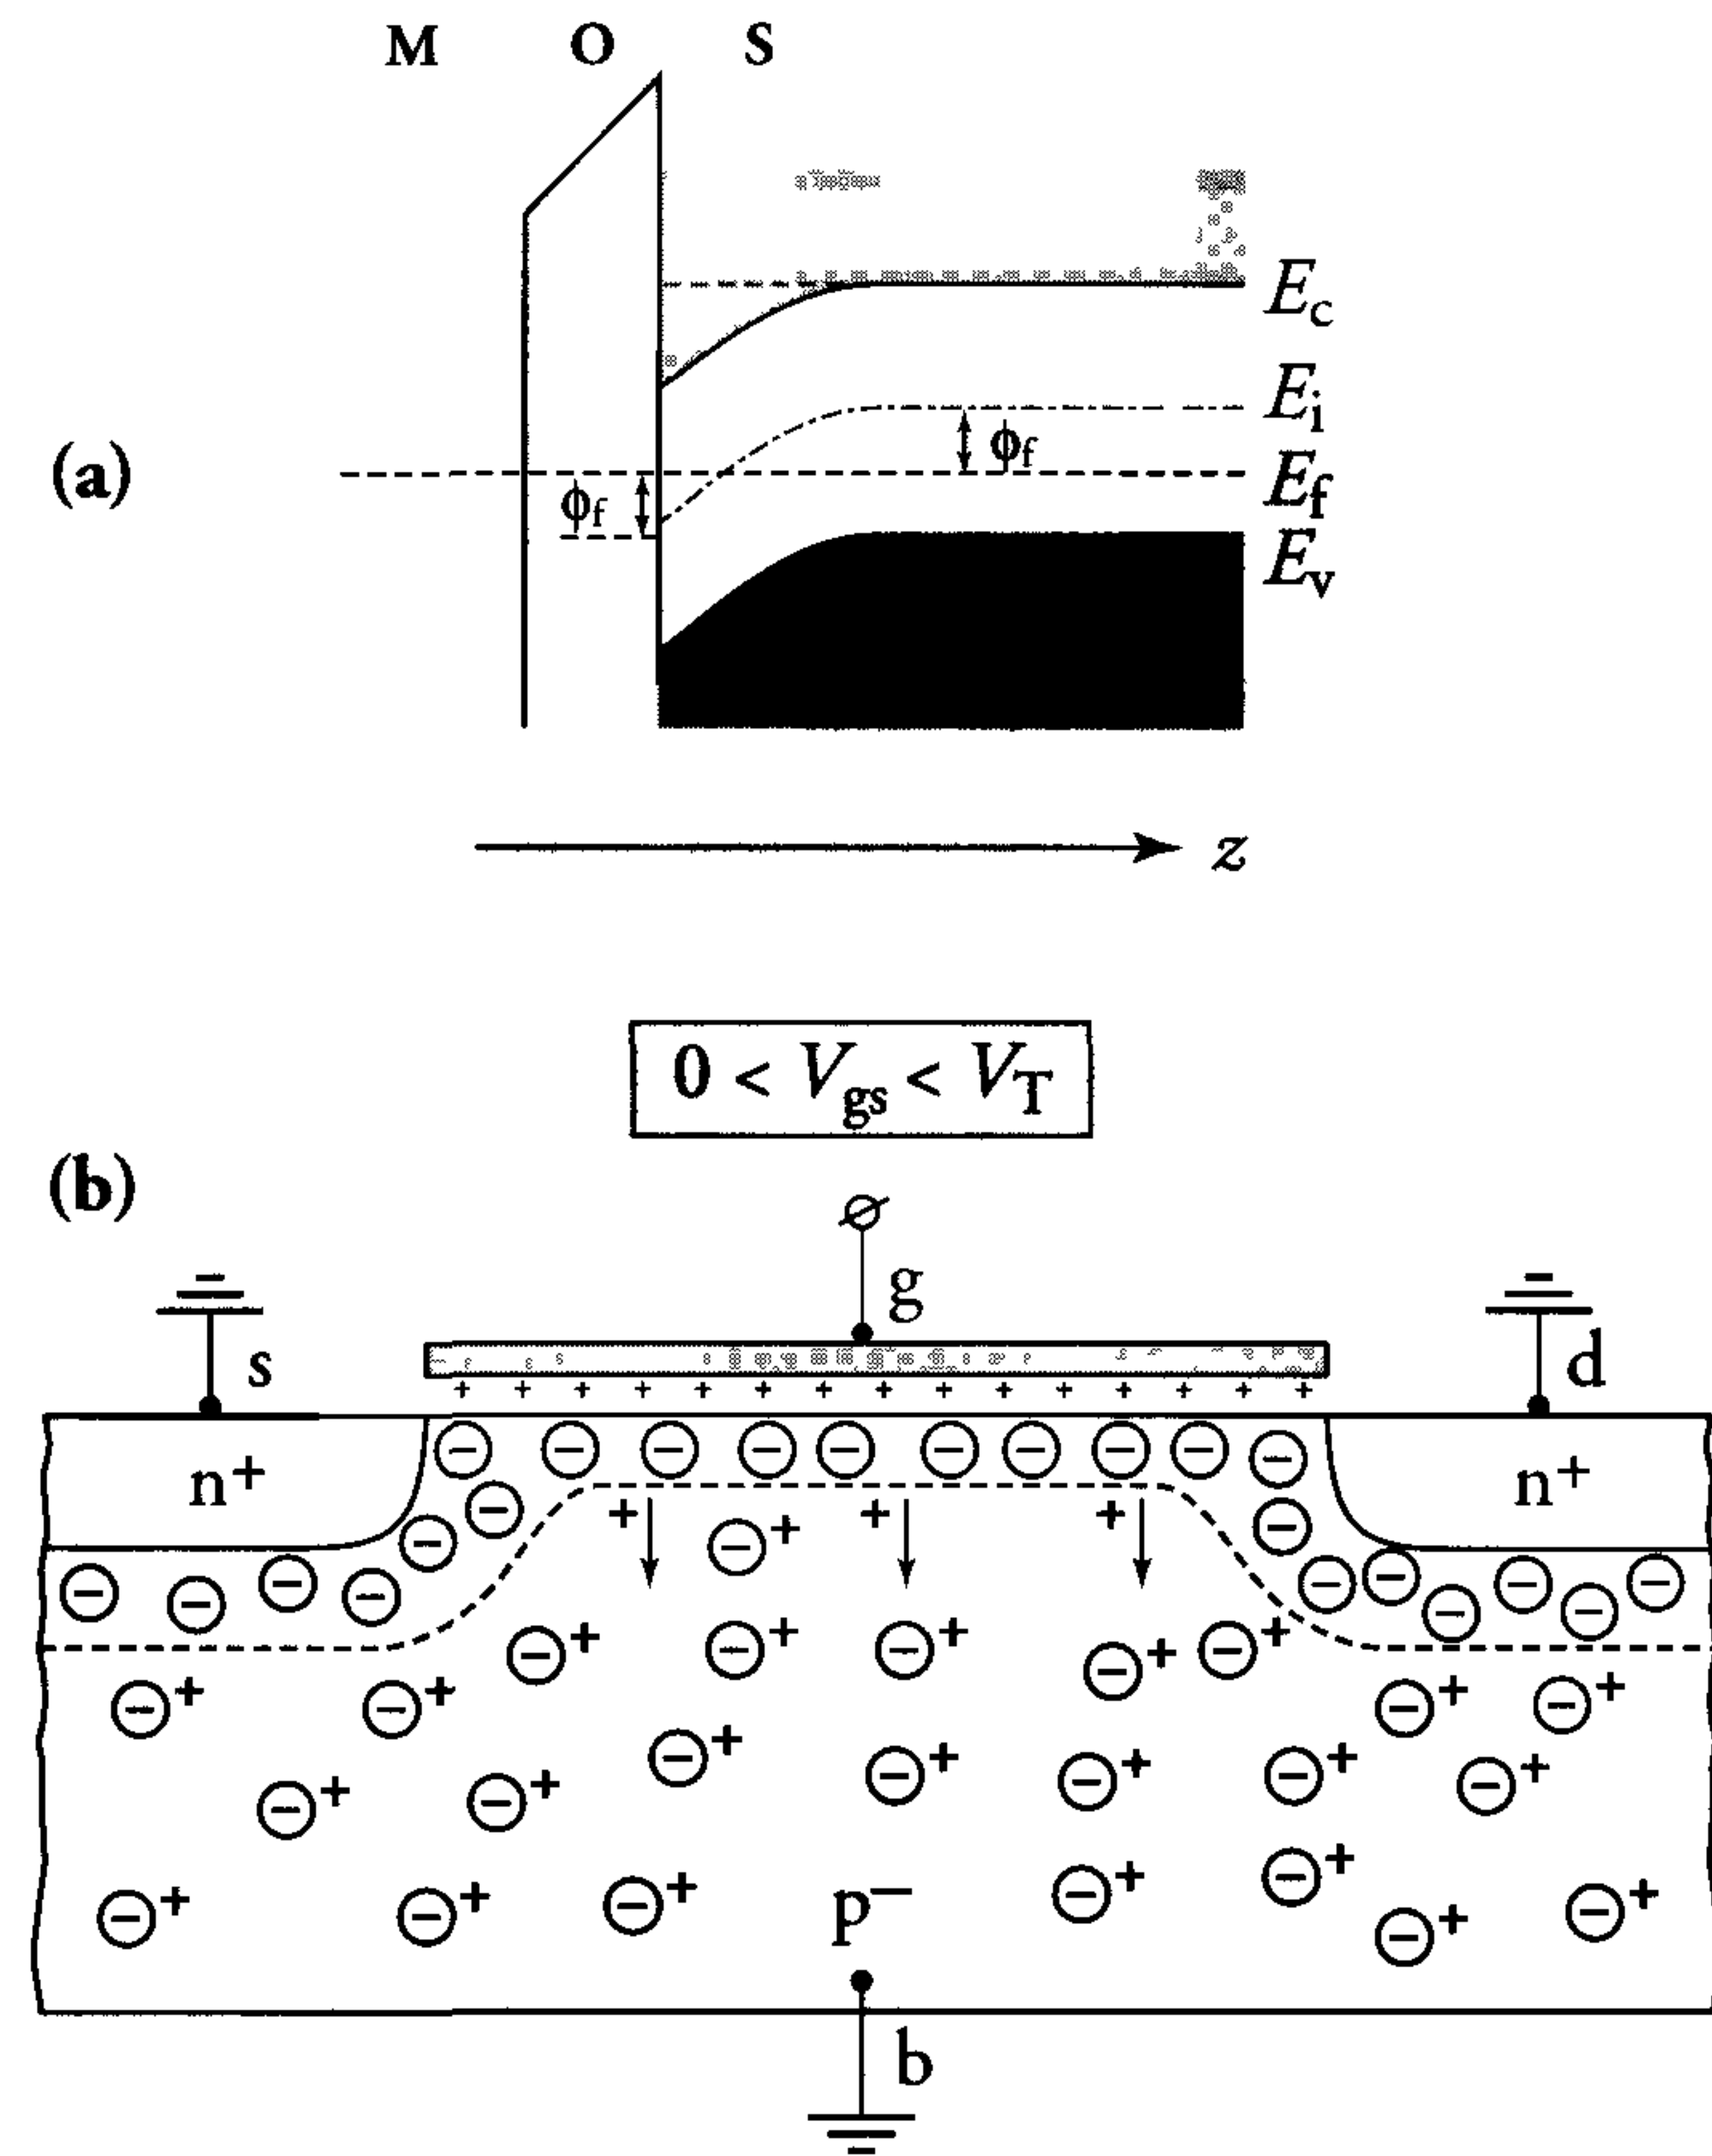 M O S
E_c
E_i
ϕ_f
(a)
E_f
ϕ_f
E_v
z
0 < V_gs < V_T
(b)
g
s
d
+ + + + + + + + + + + + + + +
n⁺ n⁺
p⁻
b